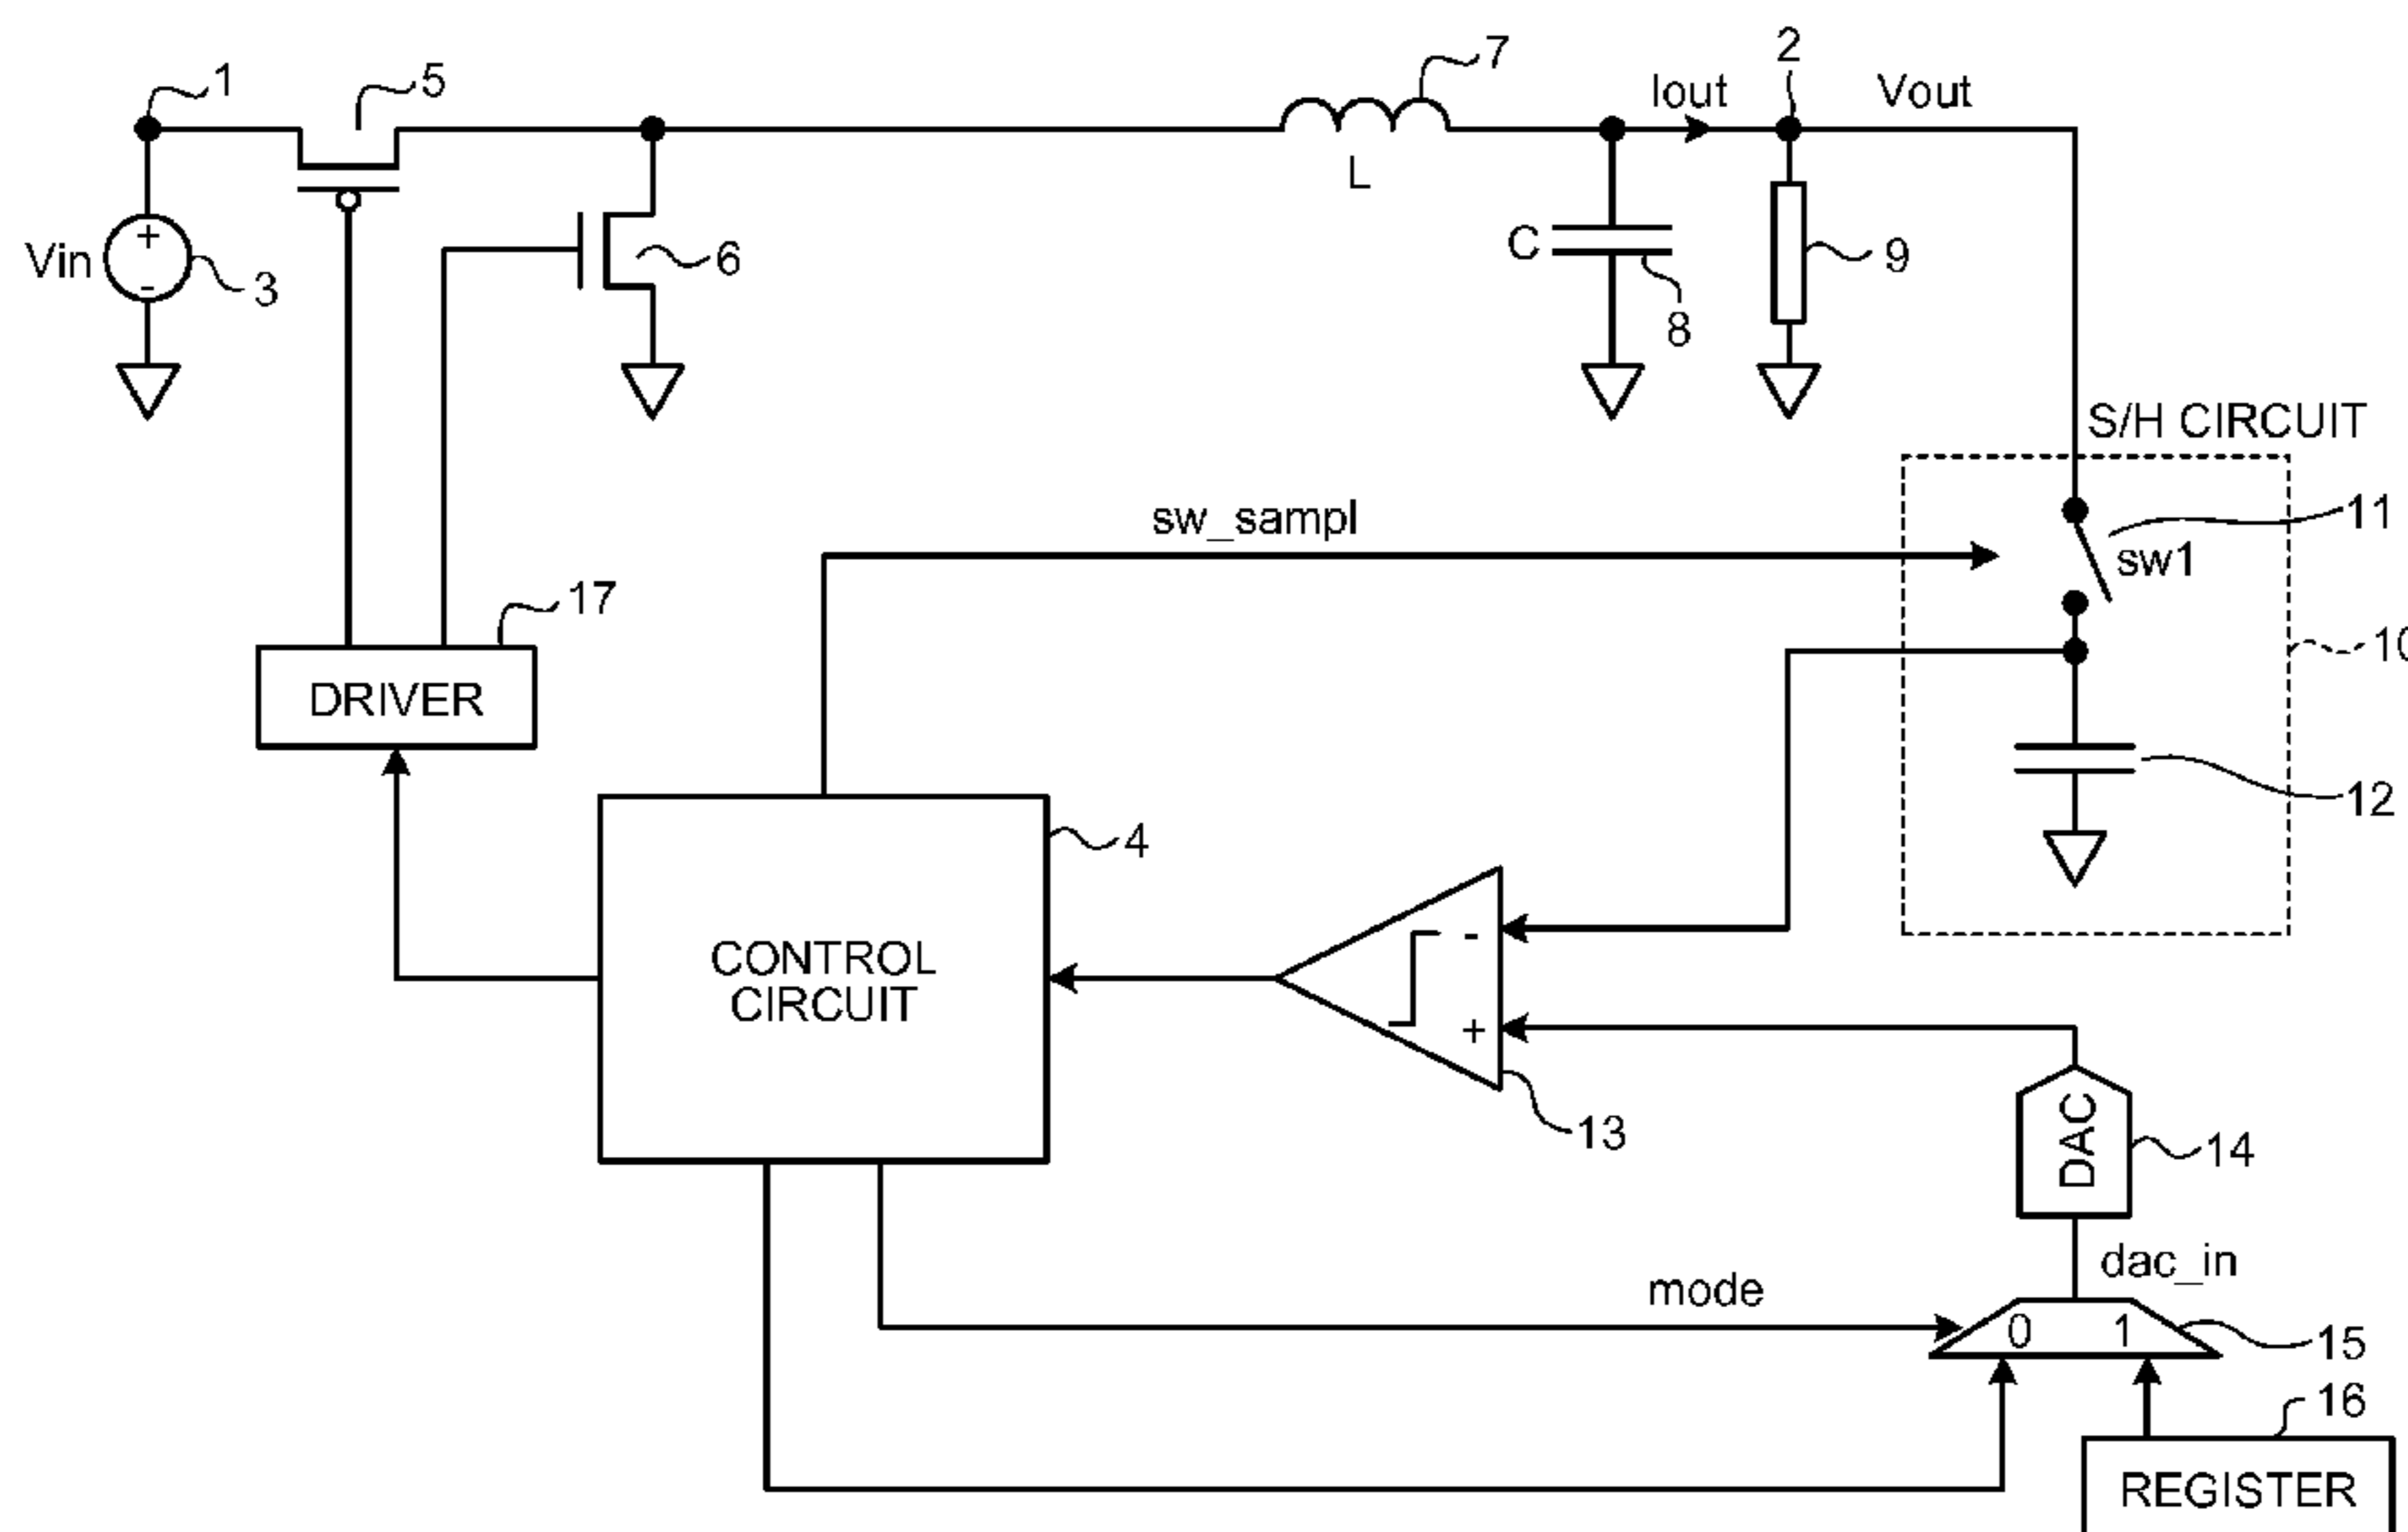 1
5
7
2
Iout
Vout
L
Vin
+
-
3
6
C
8
9
S/H CIRCUIT
sw_sampl
11
sw1
17
10
DRIVER
12
4
CONTROL
CIRCUIT
-
+
13
DAC
14
dac_in
mode
0
1
15
16
REGISTER